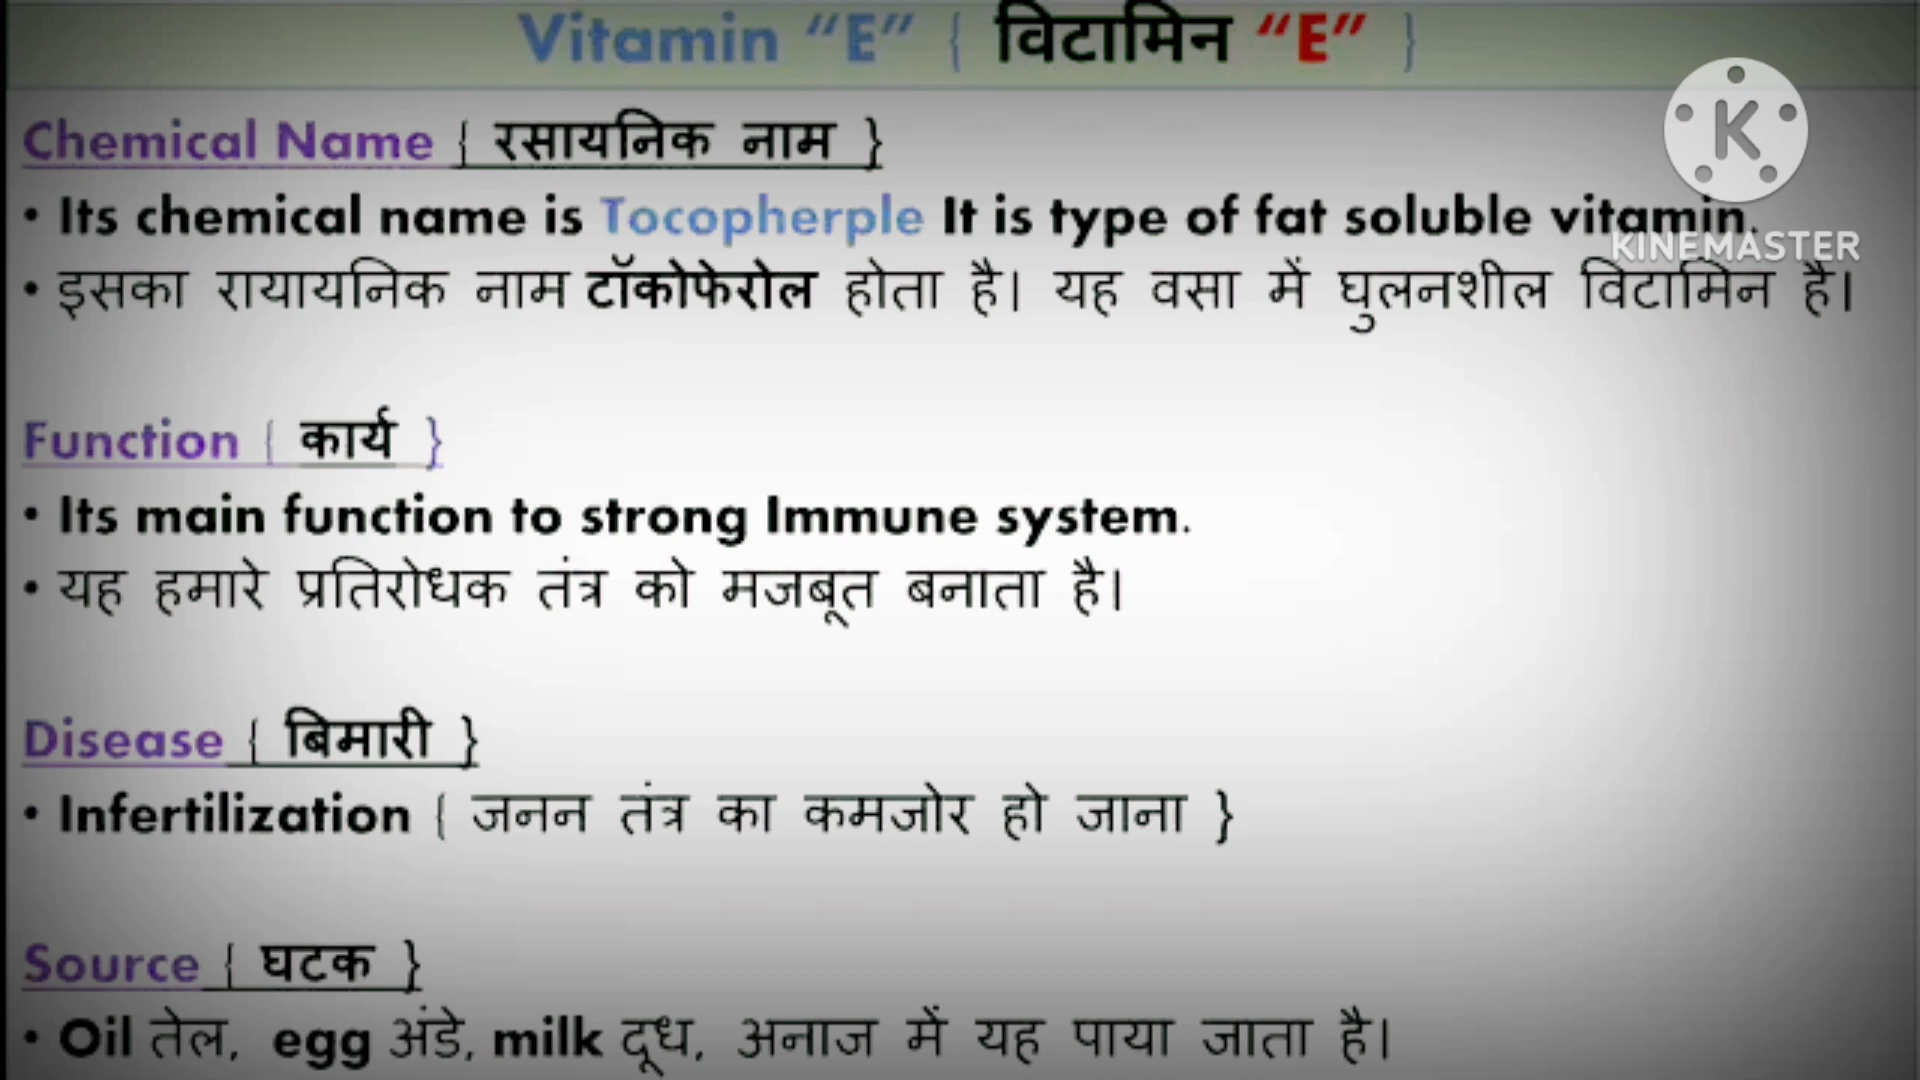 Vitamin “E” { विटामिन “E” }
Chemical Name { रसायनिक नाम }
• Its chemical name is Tocopherple It is type of fat soluble vitamin.
• इसका रायायनिक नाम टॉकोफेरोल होता है। यह वसा में घुलनशील विटामिन है।
Function { कार्य }
• Its main function to strong Immune system.
• यह हमारे प्रतिरोधक तंत्र को मजबूत बनाता है।
Disease { बिमारी }
• Infertilization { जनन तंत्र का कमजोर हो जाना }
Source { घटक }
• Oil तेल, egg अंडे, milk दूध, अनाज में यह पाया जाता है।
K
KINEMASTER